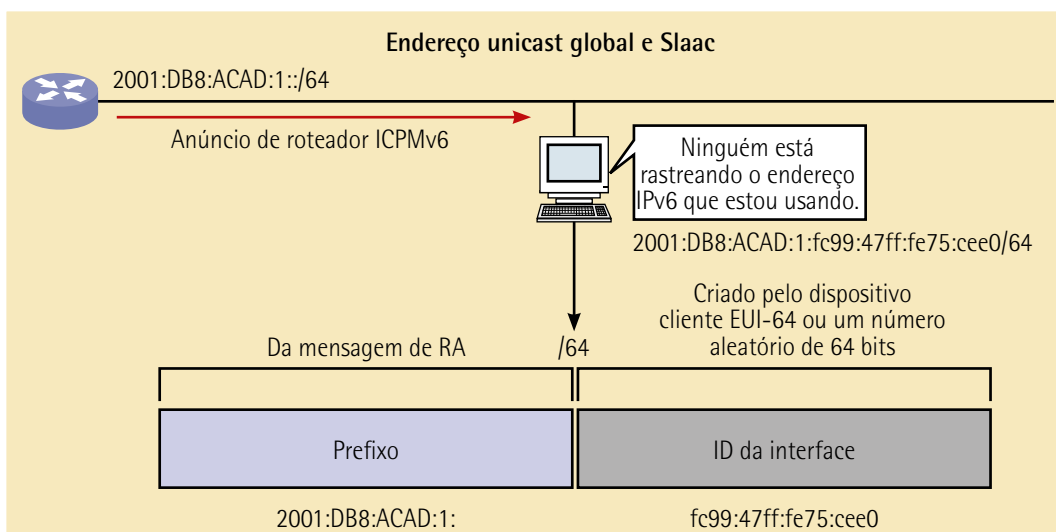 Endereço unicast global e Slaac
2001:DB8:ACAD:1::/64
Anúncio de roteador ICPMv6
Ninguém está
rastreando o endereço
IPv6 que estou usando.
2001:DB8:ACAD:1:fc99:47ff:fe75:cee0/64
Criado pelo dispositivo
cliente EUI-64 ou um número
aleatório de 64 bits
Da mensagem de RA
/64
Prefixo
ID da interface
2001:DB8:ACAD:1:
fc99:47ff:fe75:cee0